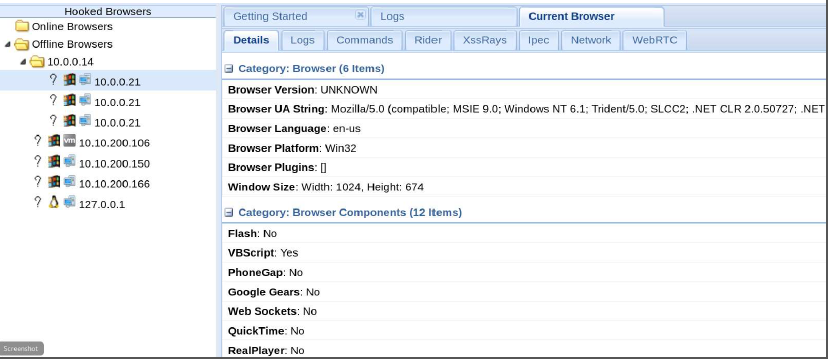 Hooked Browsers
Online Browsers
Offline Browsers
10.0.0.14
? 10.0.0.21
? 10.0.0.21
? 10.0.0.21
? vm 10.10.200.106
? 10.10.200.150
? 10.10.200.166
? 127.0.0.1
Getting Started Logs Current Browser
Details Logs Commands Rider XssRays Ipec Network WebRTC
Category: Browser (6 Items)
Browser Version: UNKNOWN
Browser UA String: Mozilla/5.0 (compatible; MSIE 9.0; Windows NT 6.1; Trident/5.0; SLCC2; .NET CLR 2.0.50727; .NET
Browser Language: en-us
Browser Platform: Win32
Browser Plugins: []
Window Size: Width: 1024, Height: 674
Category: Browser Components (12 Items)
Flash: No
VBScript: Yes
PhoneGap: No
Google Gears: No
Web Sockets: No
QuickTime: No
RealPlayer: No
Screenshot